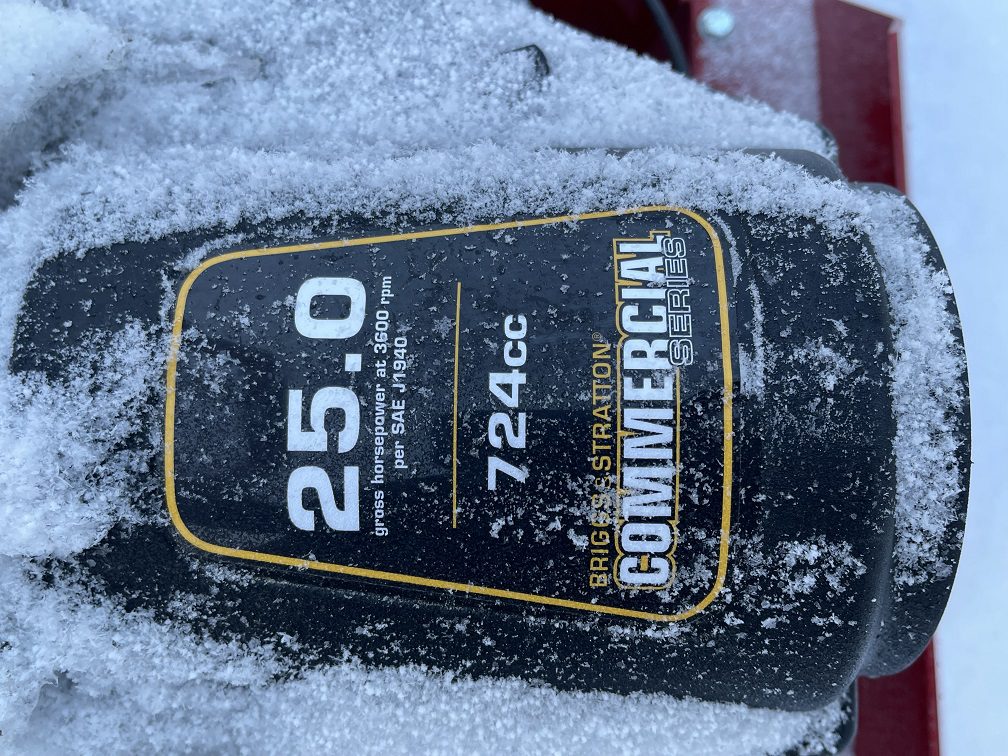 25.0
gross horsepower at 3600 rpm
per SAE J1940
724cc
BRIGGS & STRATTON®
COMMERCIAL
SERIES